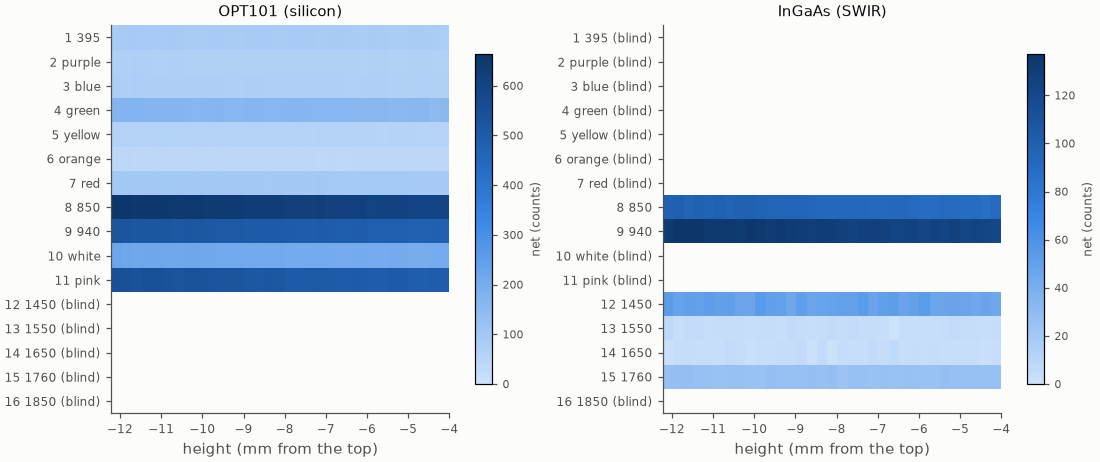 OPT101 (silicon)
1 395
2 purple
3 blue
4 green
5 yellow
6 orange
7 red
8 850
9 940
10 white
11 pink
12 1450 (blind)
13 1550 (blind)
14 1650 (blind)
15 1760 (blind)
16 1850 (blind)
−12 −11 −10 −9 −8 −7 −6 −5 −4
height (mm from the top)
600
500
400
300
200
100
0
net (counts)
InGaAs (SWIR)
1 395 (blind)
2 purple (blind)
3 blue (blind)
4 green (blind)
5 yellow (blind)
6 orange (blind)
7 red (blind)
8 850
9 940
10 white (blind)
11 pink (blind)
12 1450
13 1550
14 1650
15 1760
16 1850 (blind)
−12 −11 −10 −9 −8 −7 −6 −5 −4
height (mm from the top)
120
100
80
60
40
20
0
net (counts)